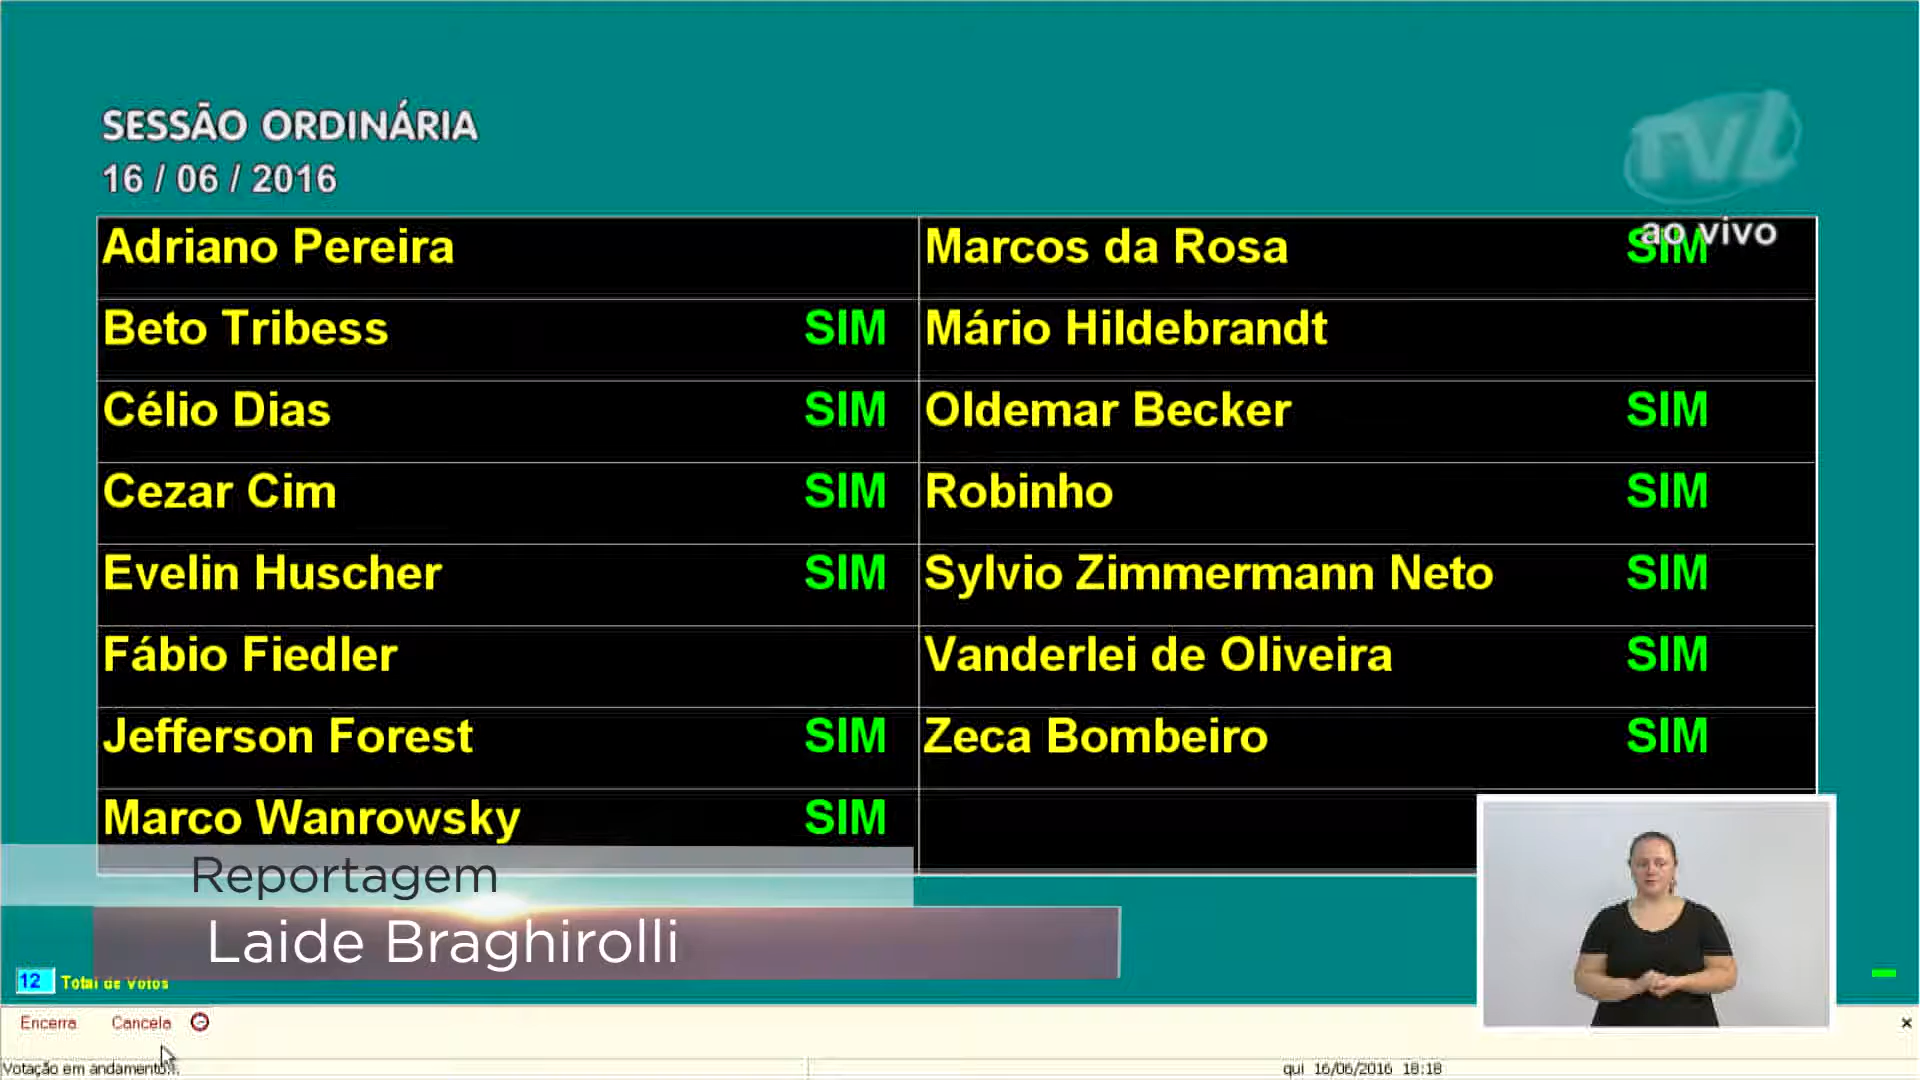 SESSÃO ORDINÁRIA
16 / 06 / 2016
TVL
ao vivo
Adriano Pereira
Marcos da Rosa SIM
Beto Tribess SIM
Mário Hildebrandt
Célio Dias SIM
Oldemar Becker SIM
Cezar Cim SIM
Robinho SIM
Evelin Huscher SIM
Sylvio Zimmermann Neto SIM
Fábio Fiedler
Vanderlei de Oliveira SIM
Jefferson Forest SIM
Zeca Bombeiro SIM
Marco Wanrowsky SIM
Reportagem
Laide Braghirolli
12 Total de Votos
Encerra Cancela
Votação em andamento...
qui 16/06/2016 18:18